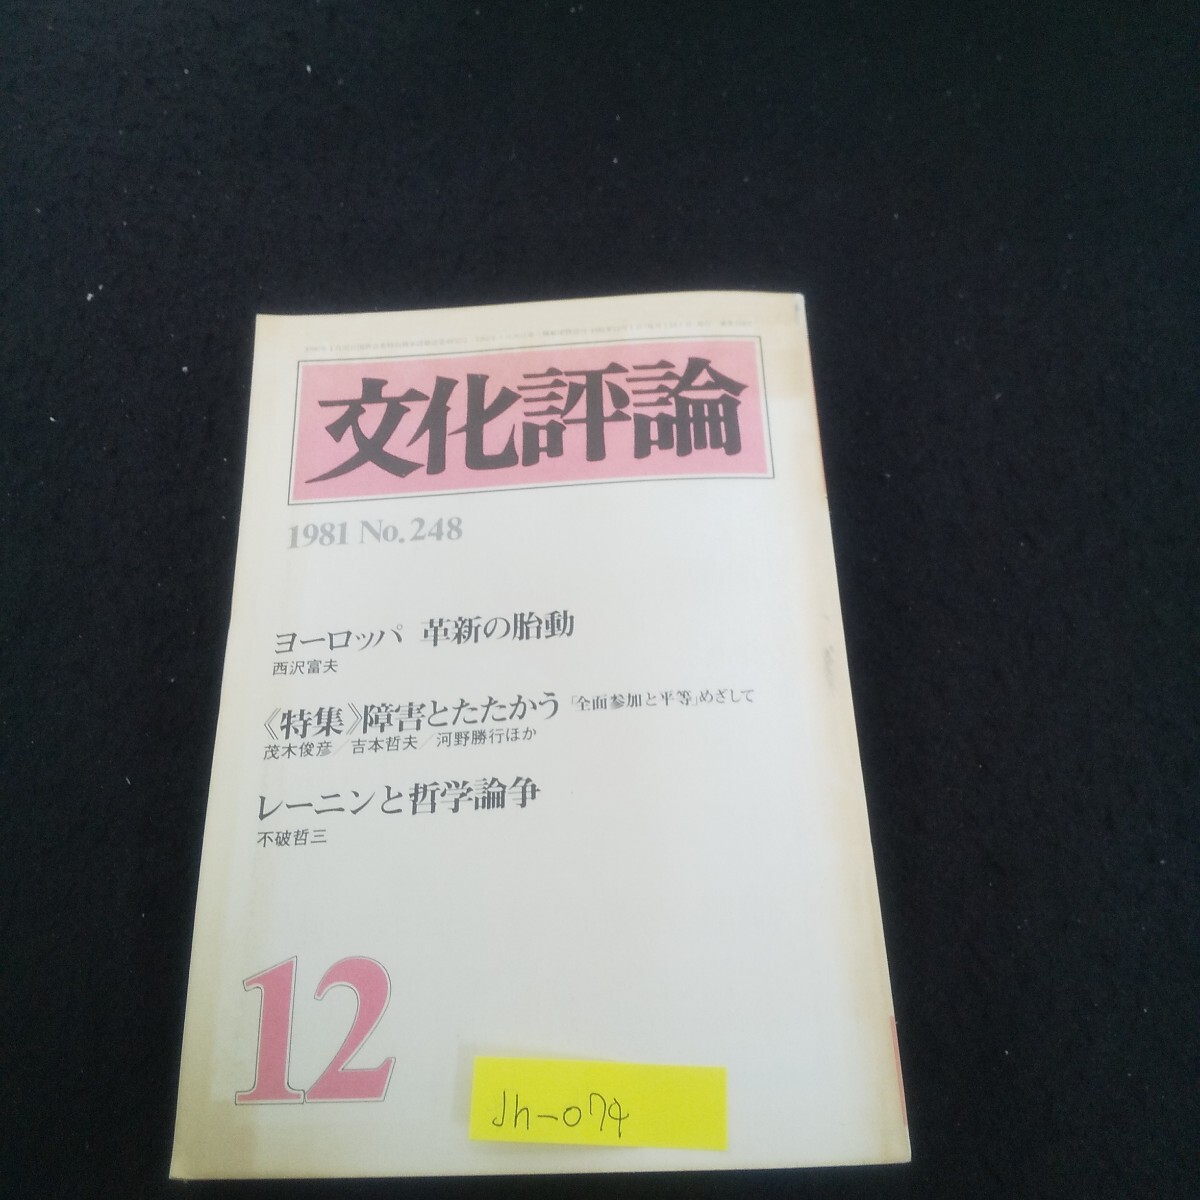 文化評論
1981 No.248
ヨーロッパ 革新の胎動
西沢富夫
《特集》障害とたたかう 「全面参加と平等」めざして
茂木俊彦/吉本哲夫/河野勝行ほか
レーニンと哲学論争
不破哲三
12
Jh-074